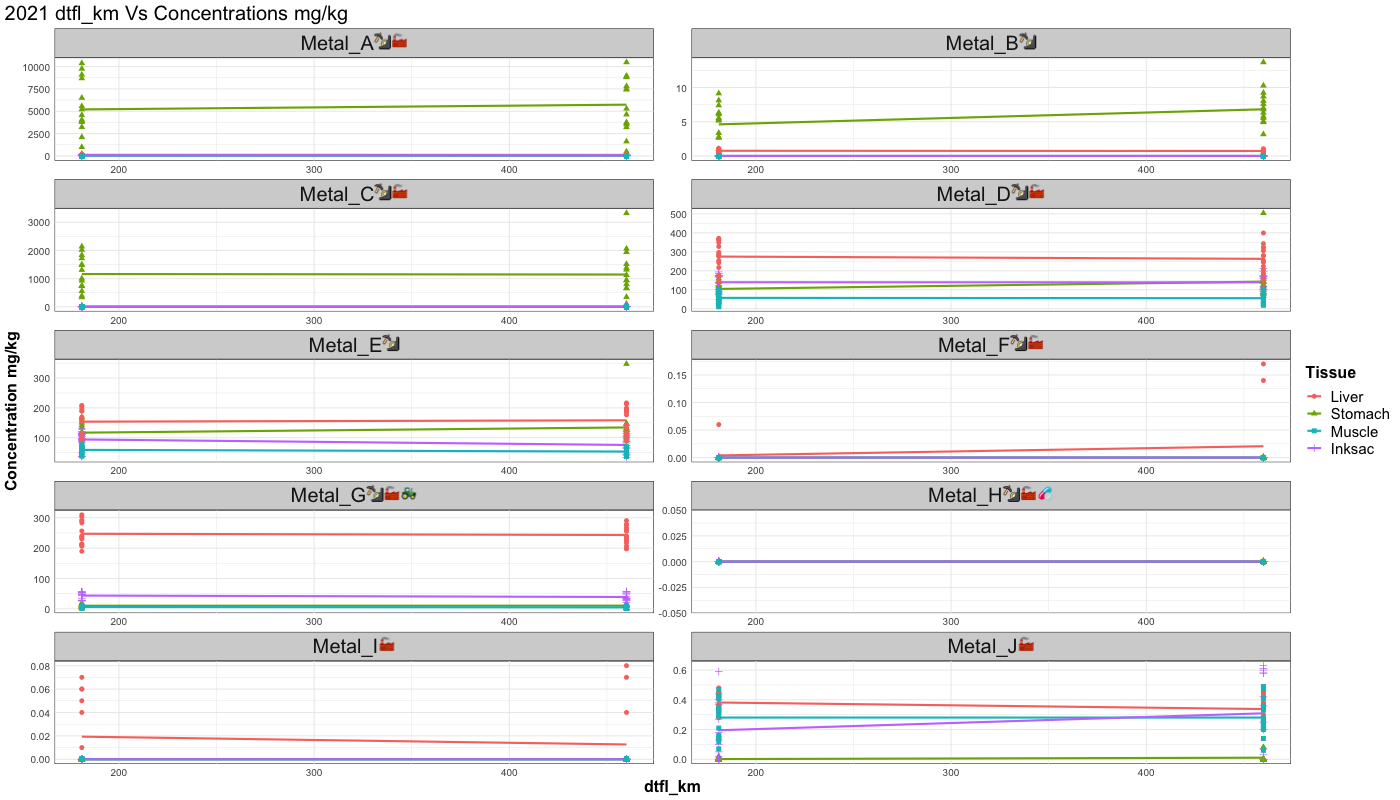 2021 dtfl_km Vs Concentrations mg/kg
Metal_A
Metal_B
10000
7500
5000
2500
0
10
5
0
200 300 400
200 300 400
Metal_C
Metal_D
3000
2000
1000
0
500
400
300
200
100
0
200 300 400
200 300 400
Metal_E
Metal_F
300
200
100
0.15
0.10
0.05
0.00
200 300 400
200 300 400
Metal_G
Metal_H
300
200
100
0
0.050
0.025
0.000
-0.025
-0.050
200 300 400
200 300 400
Metal_I
Metal_J
0.08
0.06
0.04
0.02
0.00
0.6
0.4
0.2
0.0
200 300 400
200 300 400
dtfl_km
Concentration mg/kg
Tissue
Liver
Stomach
Muscle
Inksac